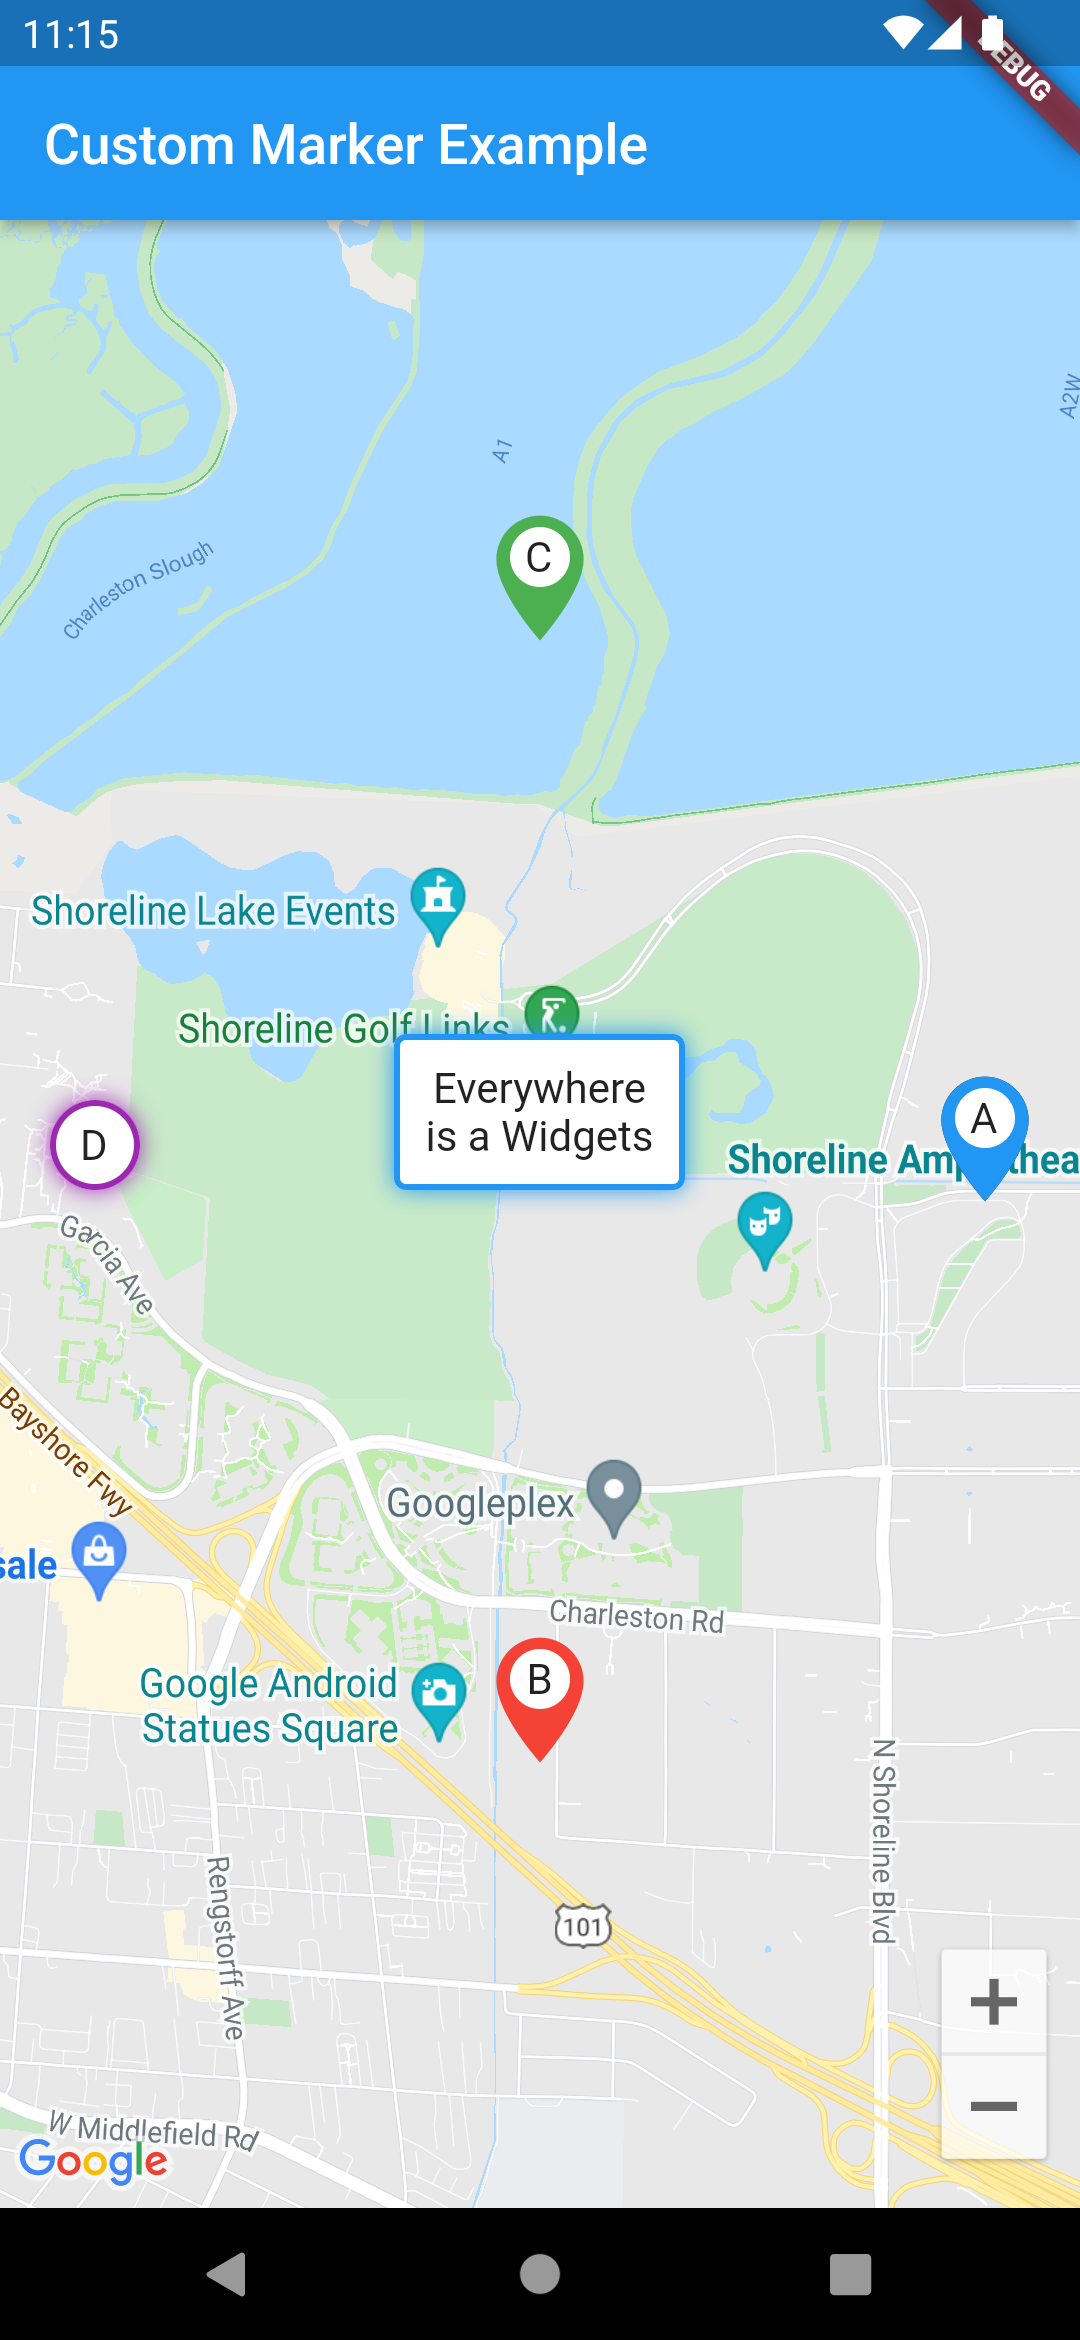 11:15
DEBUG
Custom Marker Example
A2W
A1
C
Charleston Slough
Shoreline Lake Events
Shoreline Golf Links
Everywhere
is a Widgets
D
A
Garcia Ave
Bayshore Fwy
Googleplex
sale
Charleston Rd
B
Google Android
Statues Square
N Shoreline Blvd
Rengstorff Ave
101
W Middlefield Rd
Google